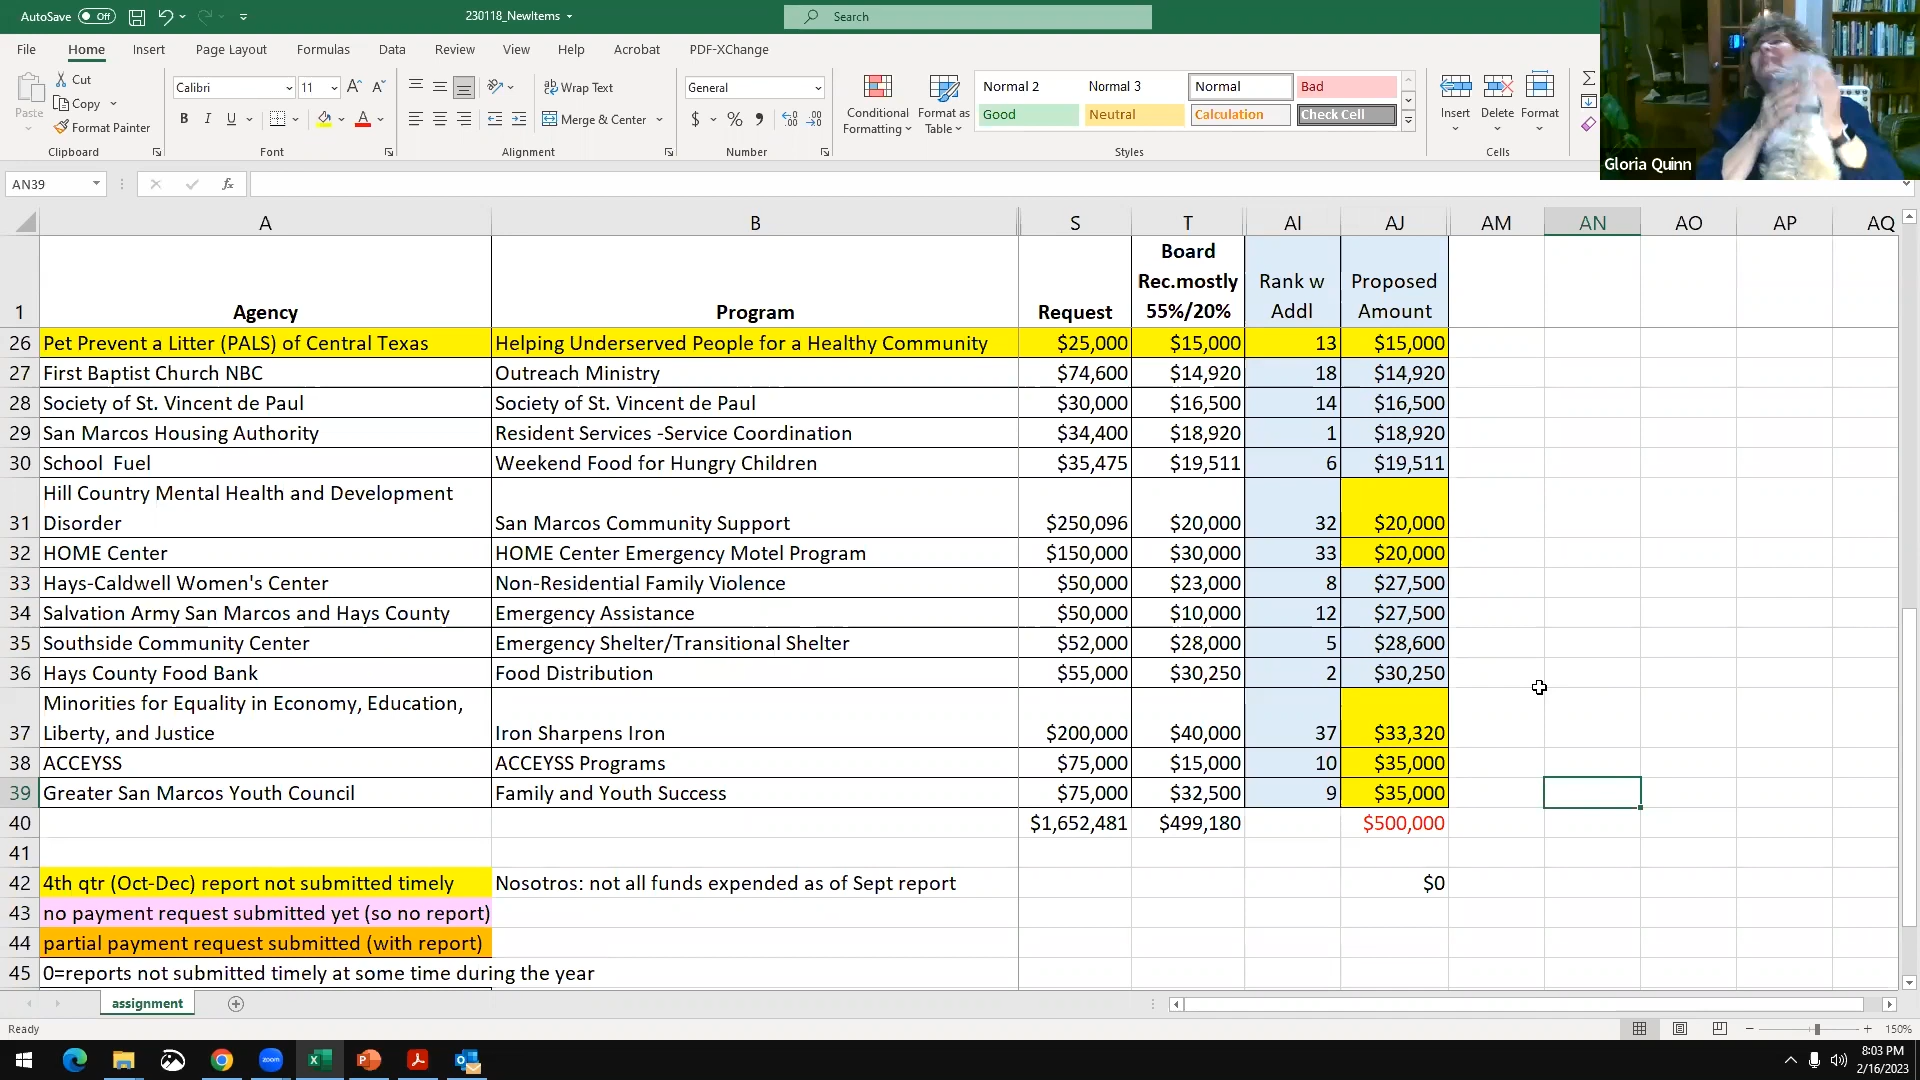 AutoSave Off 230118_NewItems Search
File Home Insert Page Layout Formulas Data Review View Help Acrobat PDF-XChange
Paste Cut Copy Format Painter
Calibri 11 Wrap Text Merge & Center General
$ % Conditional Formatting Format as Table
Normal 2 Normal 3 Normal Bad
Good Neutral Calculation Check Cell
Insert Delete Format
Clipboard Font Alignment Number Styles Cells
Gloria Quinn
AN39 fx
A B S T AI AJ AM AN AO AP AQ
1 Agency Program Request Board Rec.mostly 55%/20% Rank w Addl Proposed Amount
26 Pet Prevent a Litter (PALS) of Central Texas Helping Underserved People for a Healthy Community $25,000 $15,000 13 $15,000
27 First Baptist Church NBC Outreach Ministry $74,600 $14,920 18 $14,920
28 Society of St. Vincent de Paul Society of St. Vincent de Paul $30,000 $16,500 14 $16,500
29 San Marcos Housing Authority Resident Services -Service Coordination $34,400 $18,920 1 $18,920
30 School Fuel Weekend Food for Hungry Children $35,475 $19,511 6 $19,511
31 Hill Country Mental Health and Development Disorder San Marcos Community Support $250,096 $20,000 32 $20,000
32 HOME Center HOME Center Emergency Motel Program $150,000 $30,000 33 $20,000
33 Hays-Caldwell Women's Center Non-Residential Family Violence $50,000 $23,000 8 $27,500
34 Salvation Army San Marcos and Hays County Emergency Assistance $50,000 $10,000 12 $27,500
35 Southside Community Center Emergency Shelter/Transitional Shelter $52,000 $28,000 5 $28,600
36 Hays County Food Bank Food Distribution $55,000 $30,250 2 $30,250
37 Minorities for Equality in Economy, Education, Liberty, and Justice Iron Sharpens Iron $200,000 $40,000 37 $33,320
38 ACCEYSS ACCEYSS Programs $75,000 $15,000 10 $35,000
39 Greater San Marcos Youth Council Family and Youth Success $75,000 $32,500 9 $35,000
40 $1,652,481 $499,180 $500,000
41
42 4th qtr (Oct-Dec) report not submitted timely Nosotros: not all funds expended as of Sept report $0
43 no payment request submitted yet (so no report)
44 partial payment request submitted (with report)
45 0=reports not submitted timely at some time during the year
assignment
Ready 150%
zoom
8:03 PM
2/16/2023